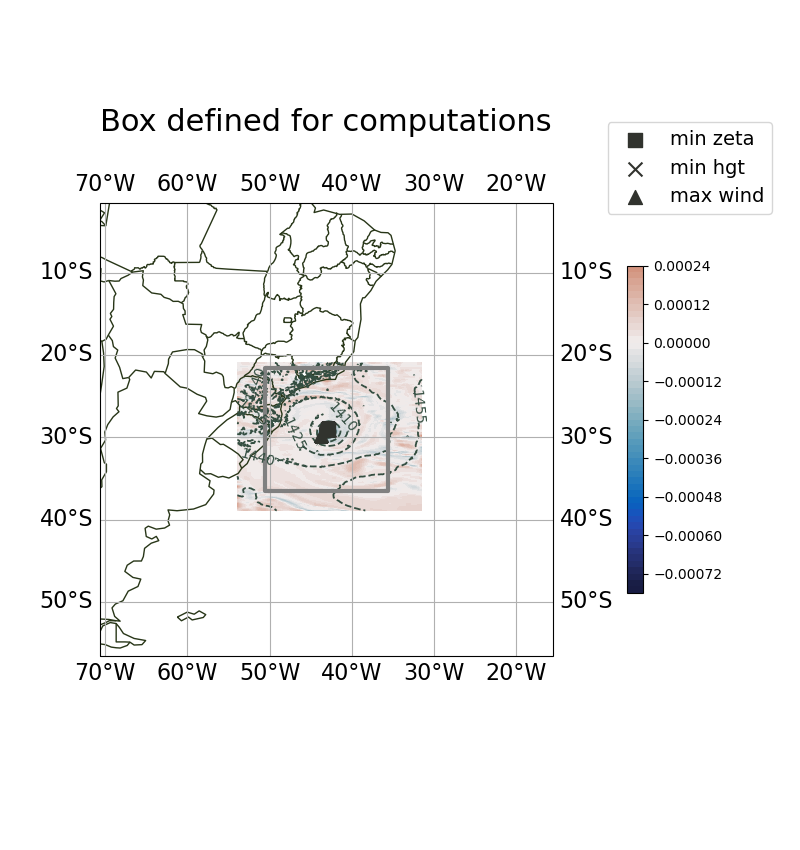 Box defined for computations
min zeta
min hgt
max wind
70°W 60°W 50°W 40°W 30°W 20°W
10°S 10°S
20°S 20°S
30°S 30°S
40°S 40°S
50°S 50°S
70°W 60°W 50°W 40°W 30°W 20°W
1410
1425
1455
0.00024
0.00012
0.00000
−0.00012
−0.00024
−0.00036
−0.00048
−0.00060
−0.00072